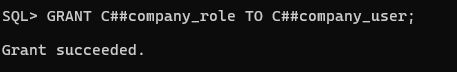 SQL> GRANT C##company_role TO C##company_user;
Grant succeeded.